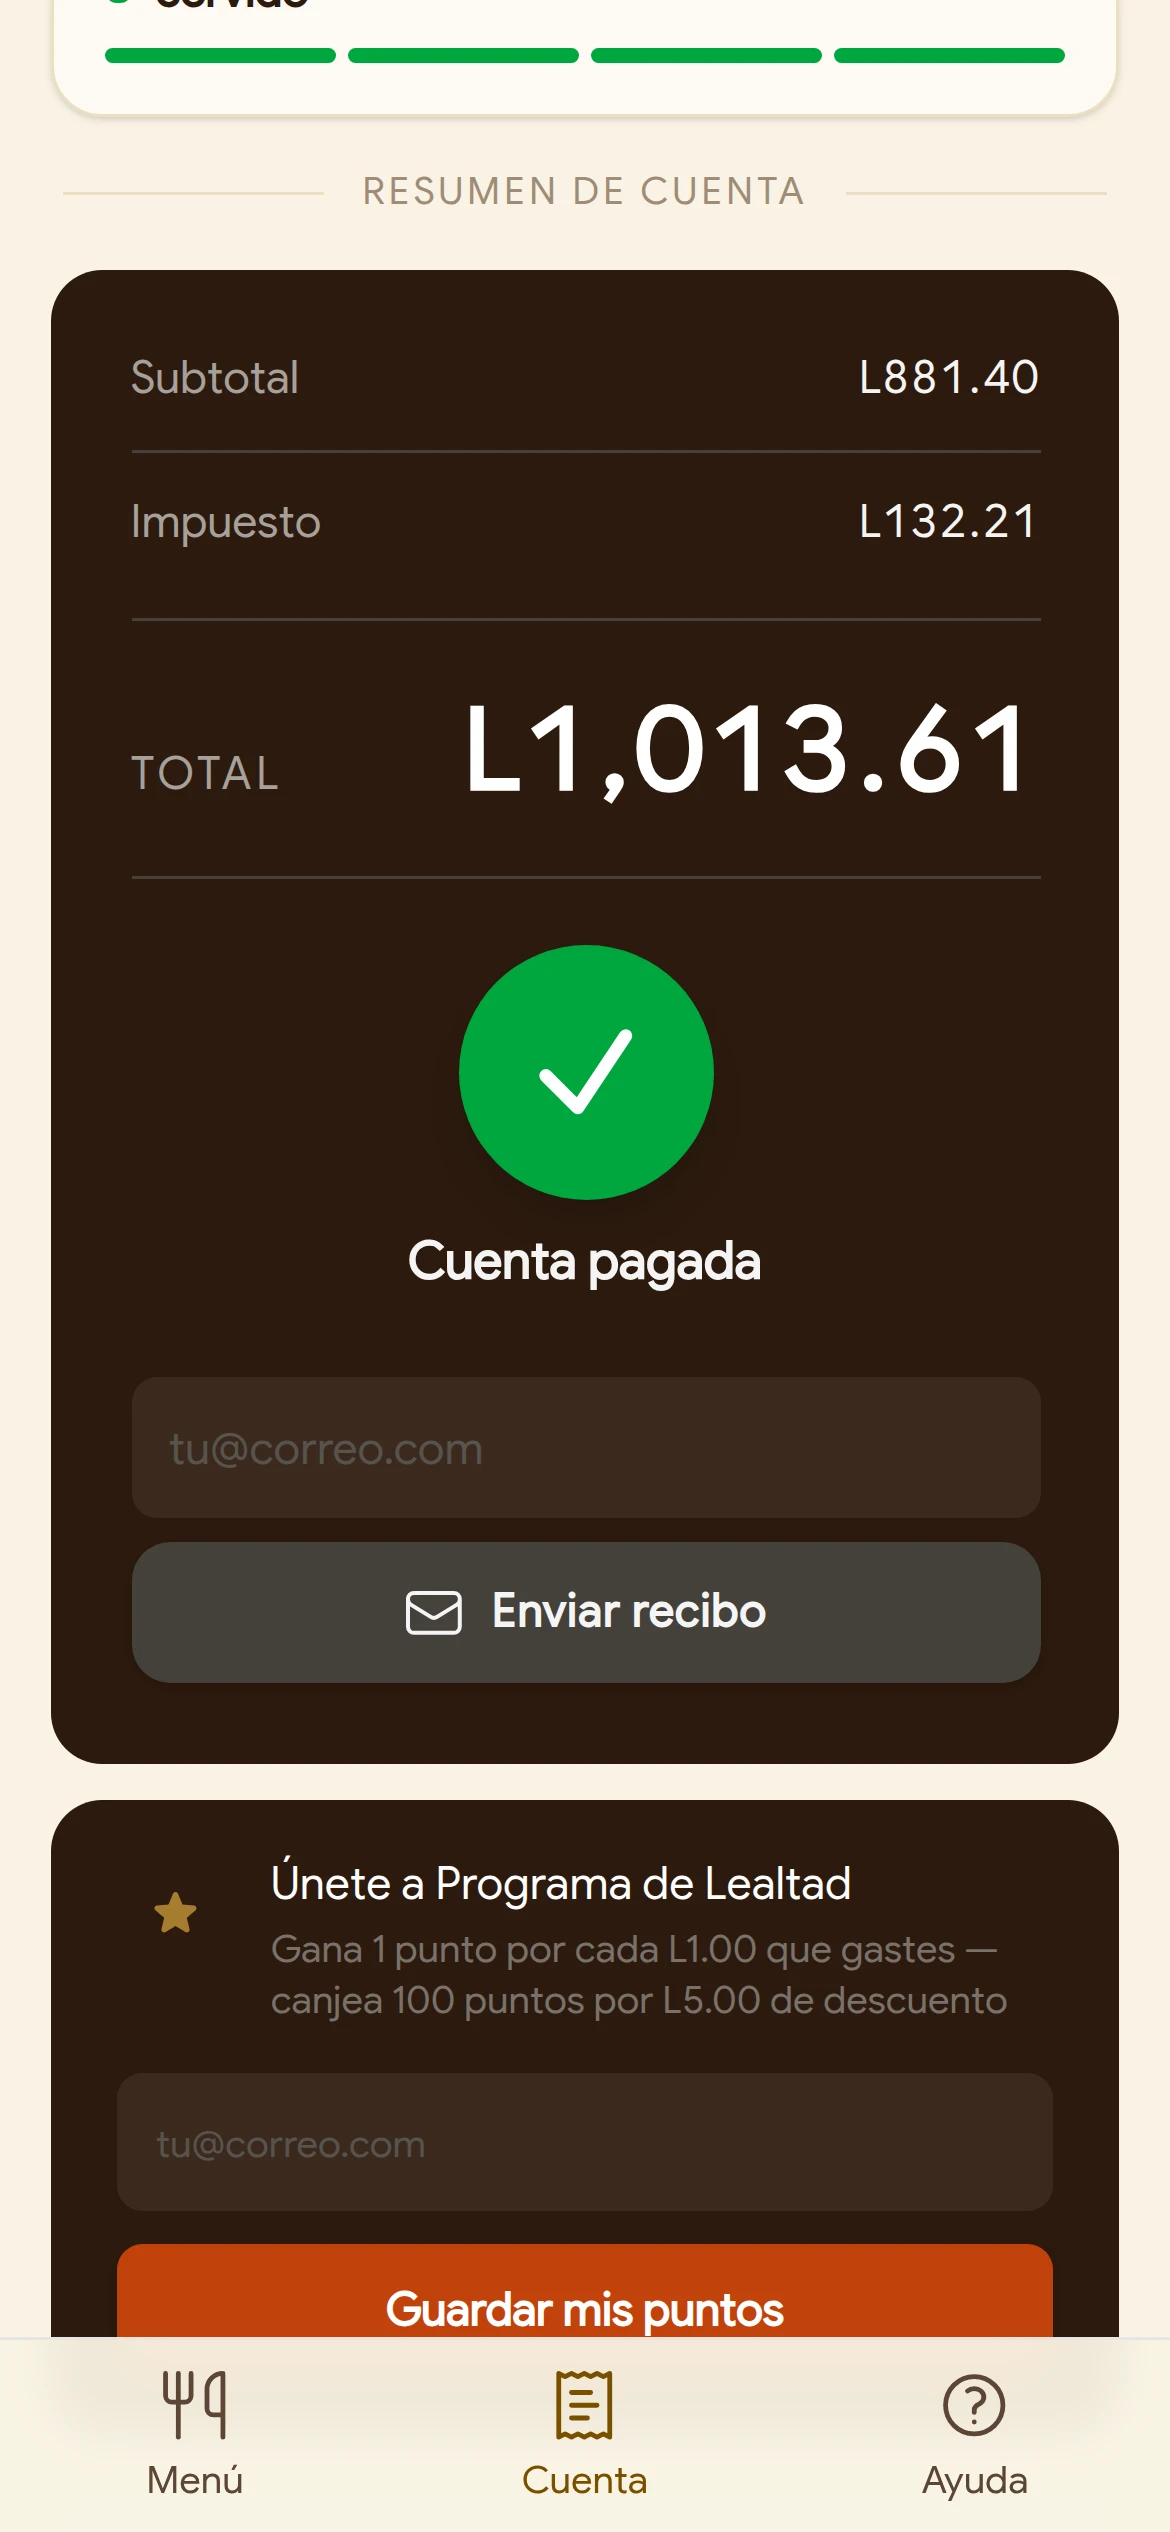 servido
RESUMEN DE CUENTA
Subtotal L881.40
Impuesto L132.21
TOTAL L1,013.61
Cuenta pagada
tu@correo.com
Enviar recibo
Únete a Programa de Lealtad
Gana 1 punto por cada L1.00 que gastes —
canjea 100 puntos por L5.00 de descuento
tu@correo.com
Guardar mis puntos
Menú Cuenta Ayuda